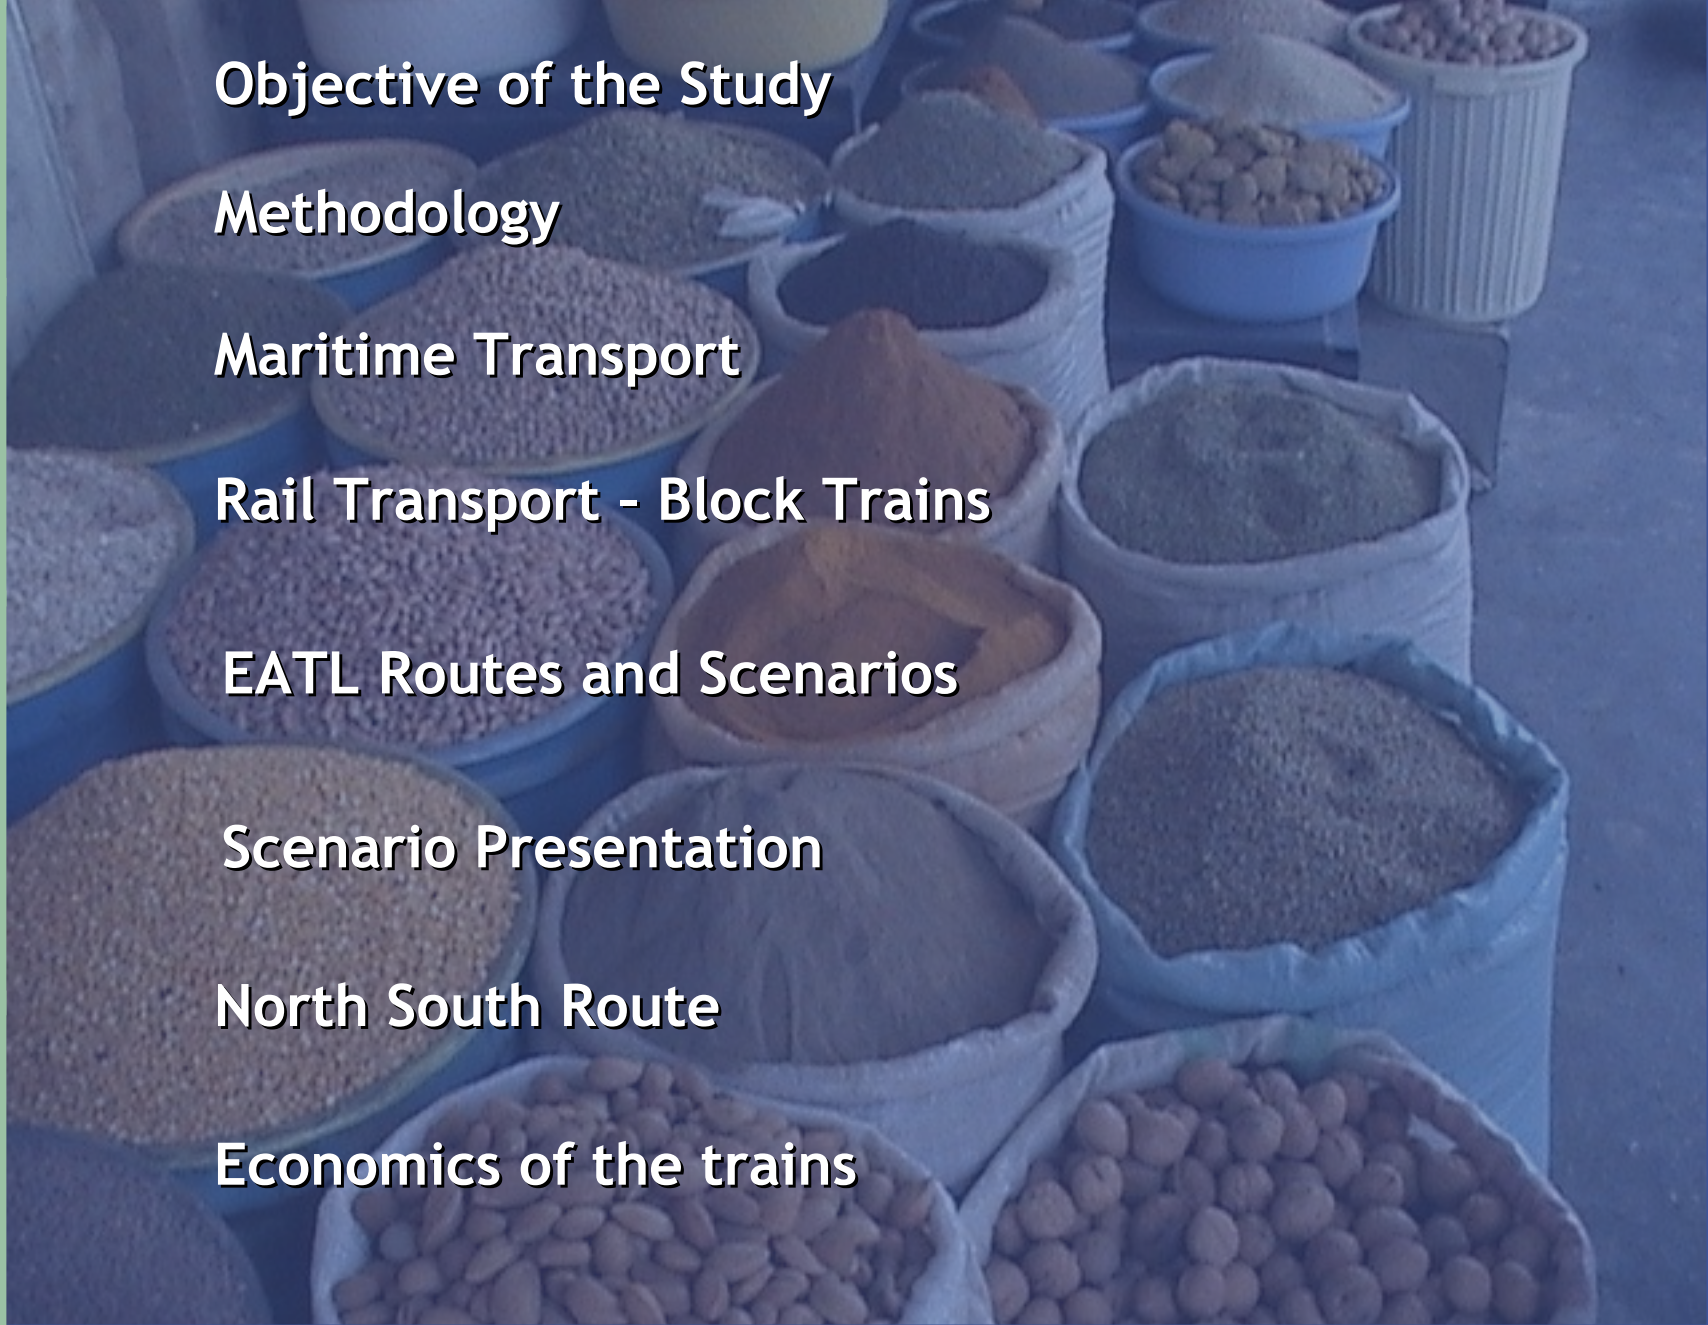 Objective of the Study
Methodology
Maritime Transport
Rail Transport – Block Trains
EATL Routes and Scenarios
Scenario Presentation
North South Route
Economics of the trains